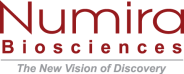 Numira
Biosciences
The New Vision of Discovery